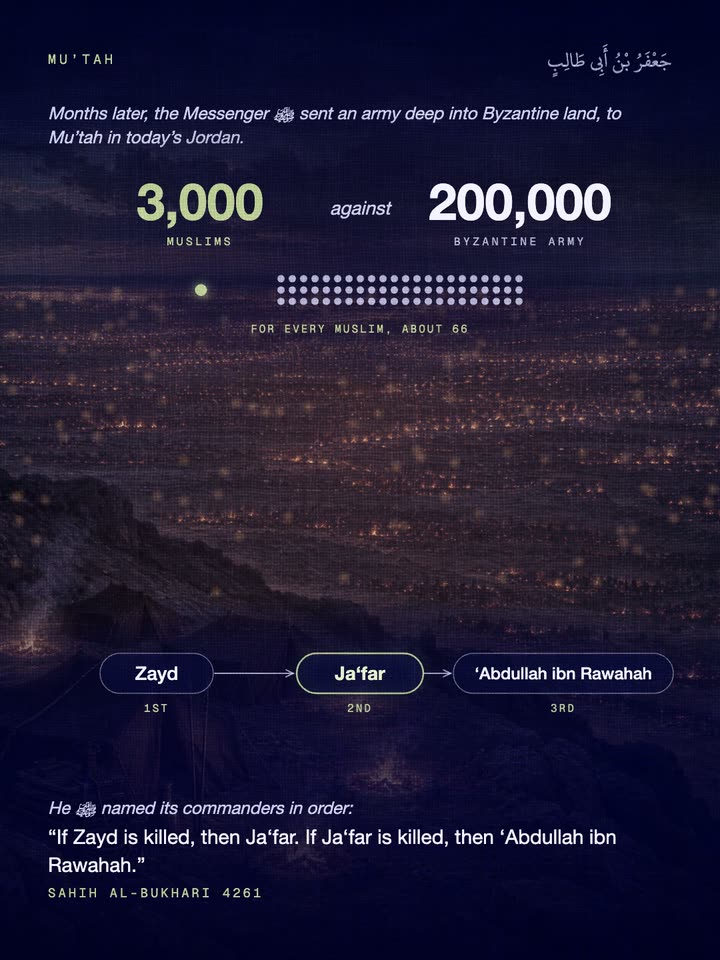 MU'TAH
جَعْفَرُ بْنُ أَبِي طَالِبٍ
Months later, the Messenger ﷺ sent an army deep into Byzantine land, to
Mu’tah in today’s Jordan.
3,000 against 200,000
MUSLIMS BYZANTINE ARMY
FOR EVERY MUSLIM, ABOUT 66
Zayd Ja‘far ‘Abdullah ibn Rawahah
1ST 2ND 3RD
He ﷺ named its commanders in order:
“If Zayd is killed, then Ja‘far. If Ja‘far is killed, then ‘Abdullah ibn
Rawahah.”
SAHIH AL-BUKHARI 4261